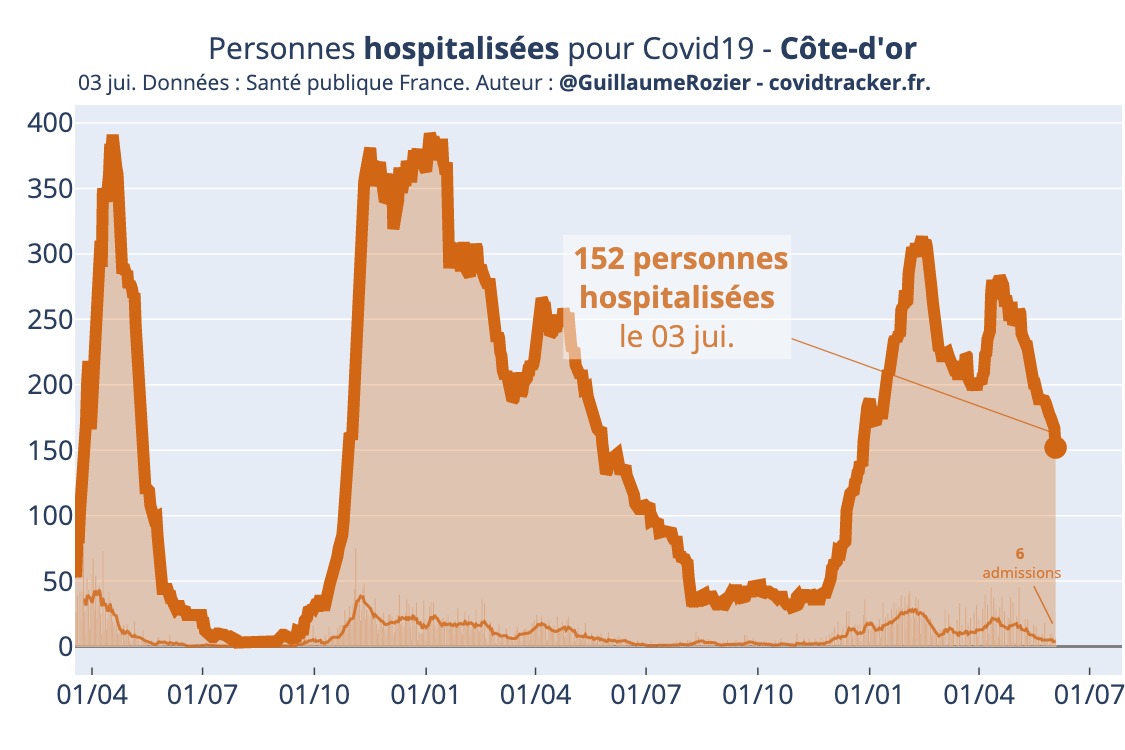 Personnes hospitalisées pour Covid19 - Côte-d'or
03 jui. Données : Santé publique France. Auteur : @GuillaumeRozier - covidtracker.fr.
400
350
300
250
200
150
100
50
0
152 personnes
hospitalisées
le 03 jui.
6
admissions
01/04 01/07 01/10 01/01 01/04 01/07 01/10 01/01 01/04 01/07